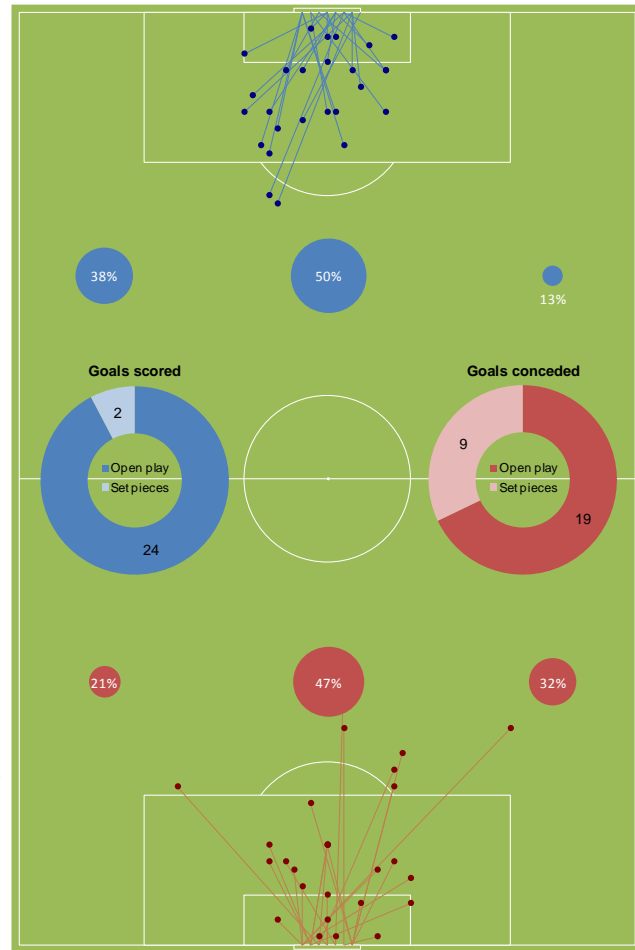 38%
50%
13%
Goals scored
Goals conceded
2
9
Open play
Set pieces
Open play
Set pieces
24
19
21%
47%
32%